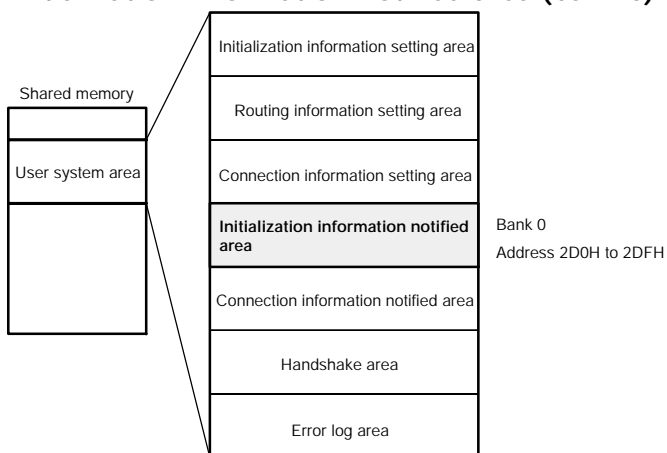 Initialization information setting area
Shared memory
Routing information setting area
User system area
Connection information setting area
Initialization information notified
area
Bank 0
Address 2D0H to 2DFH
Connection information notified area
Handshake area
Error log area